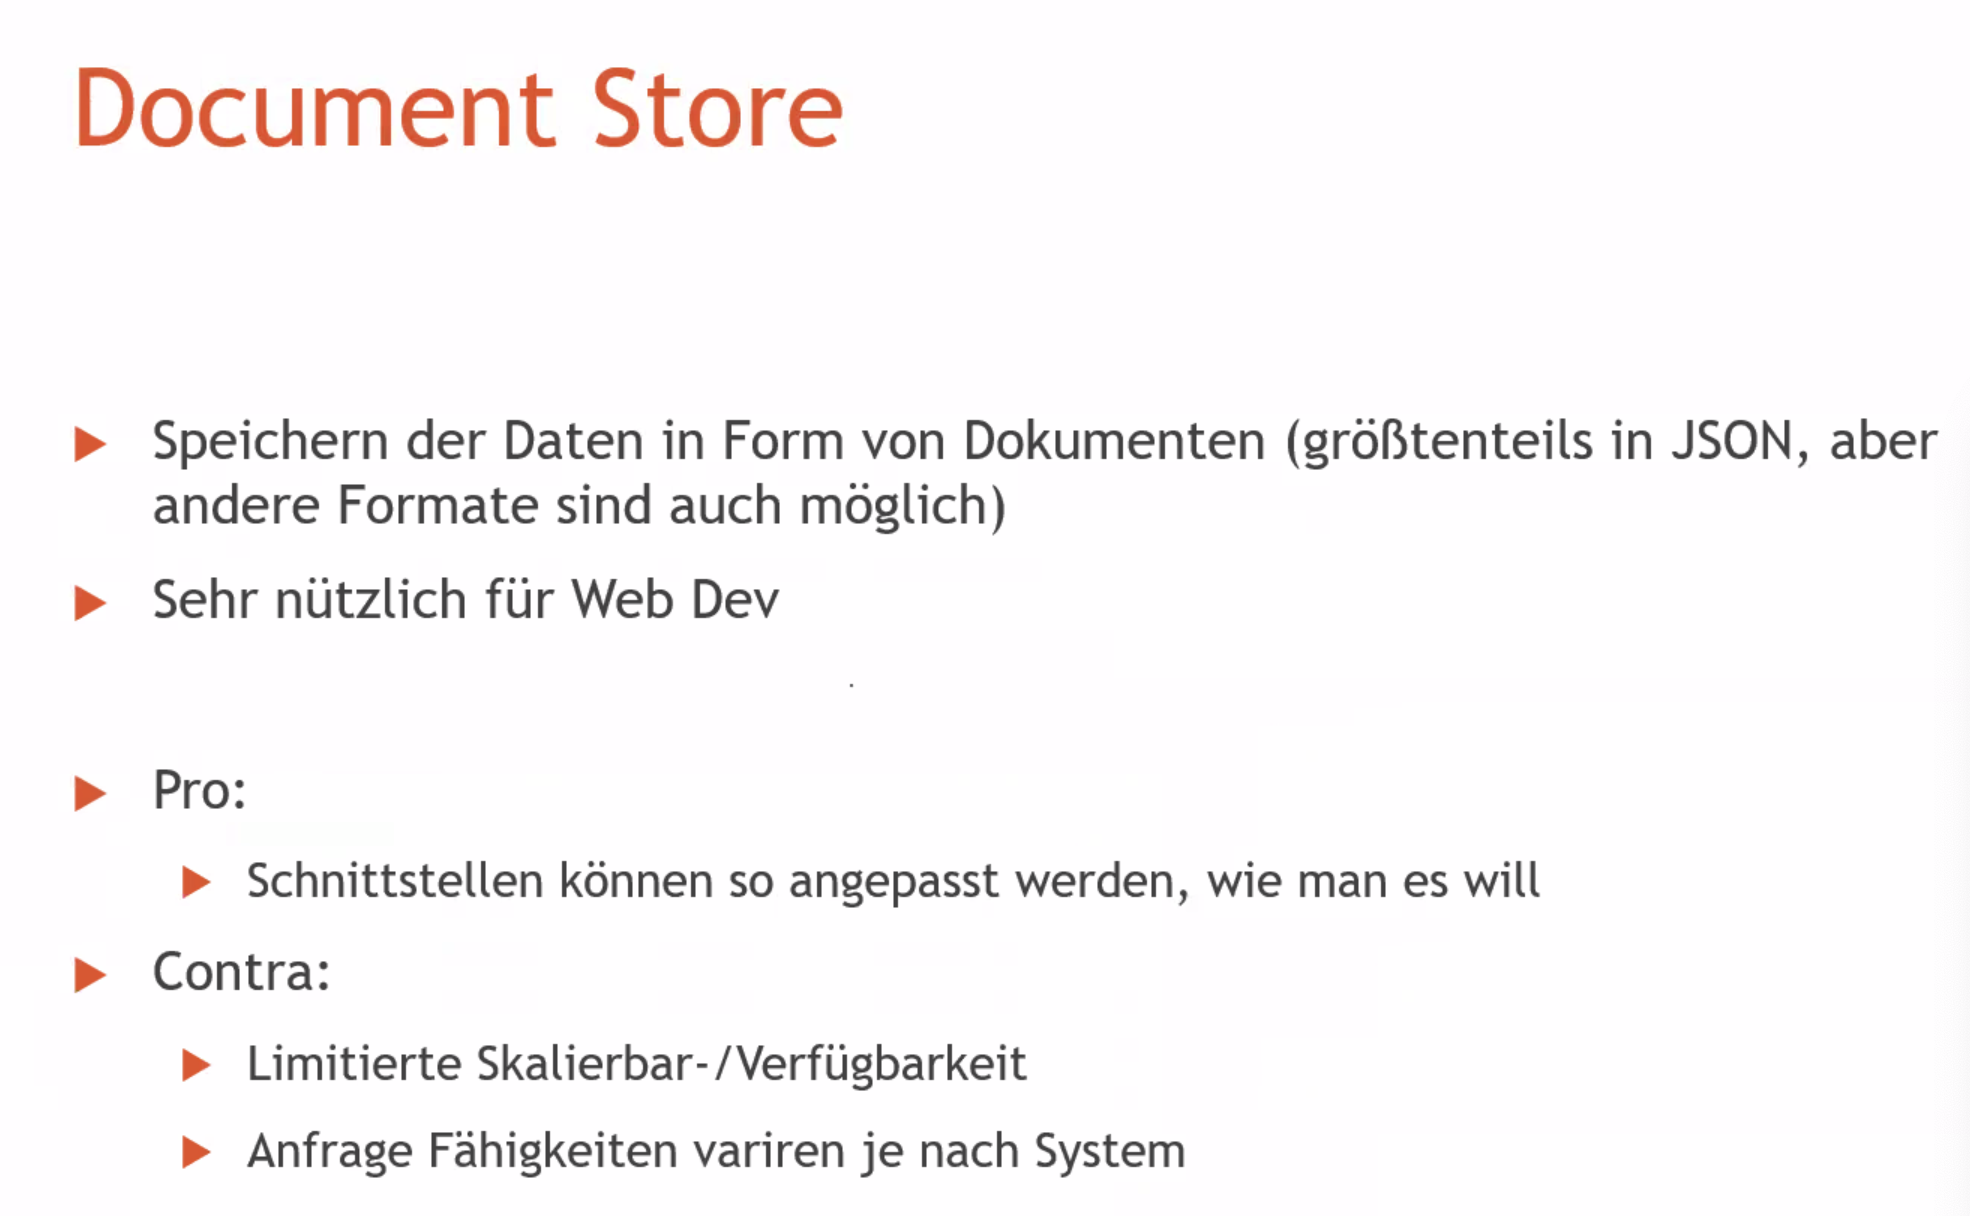 Document Store
Speichern der Daten in Form von Dokumenten (größtenteils in JSON, aber
andere Formate sind auch möglich)
Sehr nützlich für Web Dev
Pro:
Schnittstellen können so angepasst werden, wie man es will
Contra:
Limitierte Skalierbar-/Verfügbarkeit
Anfrage Fähigkeiten variren je nach System